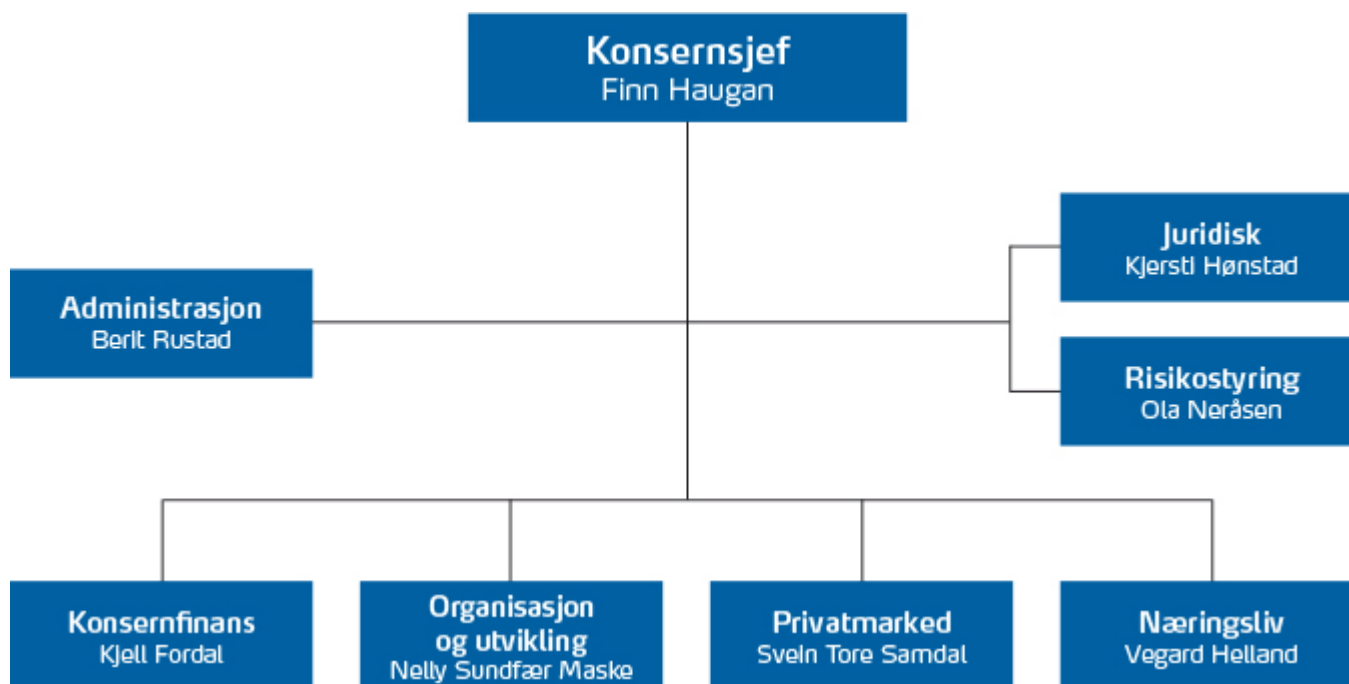 Konsernsjef
Finn Haugan
Juridisk
Kjersti Hønstad
Administrasjon
Berit Rustad
Risikostyring
Ola Neråsen
Konsernfinans
Kjell Fordal
Organisasjon
og utvikling
Nelly Sundfær Maske
Privatmarked
Svein Tore Samdal
Næringsliv
Vegard Helland